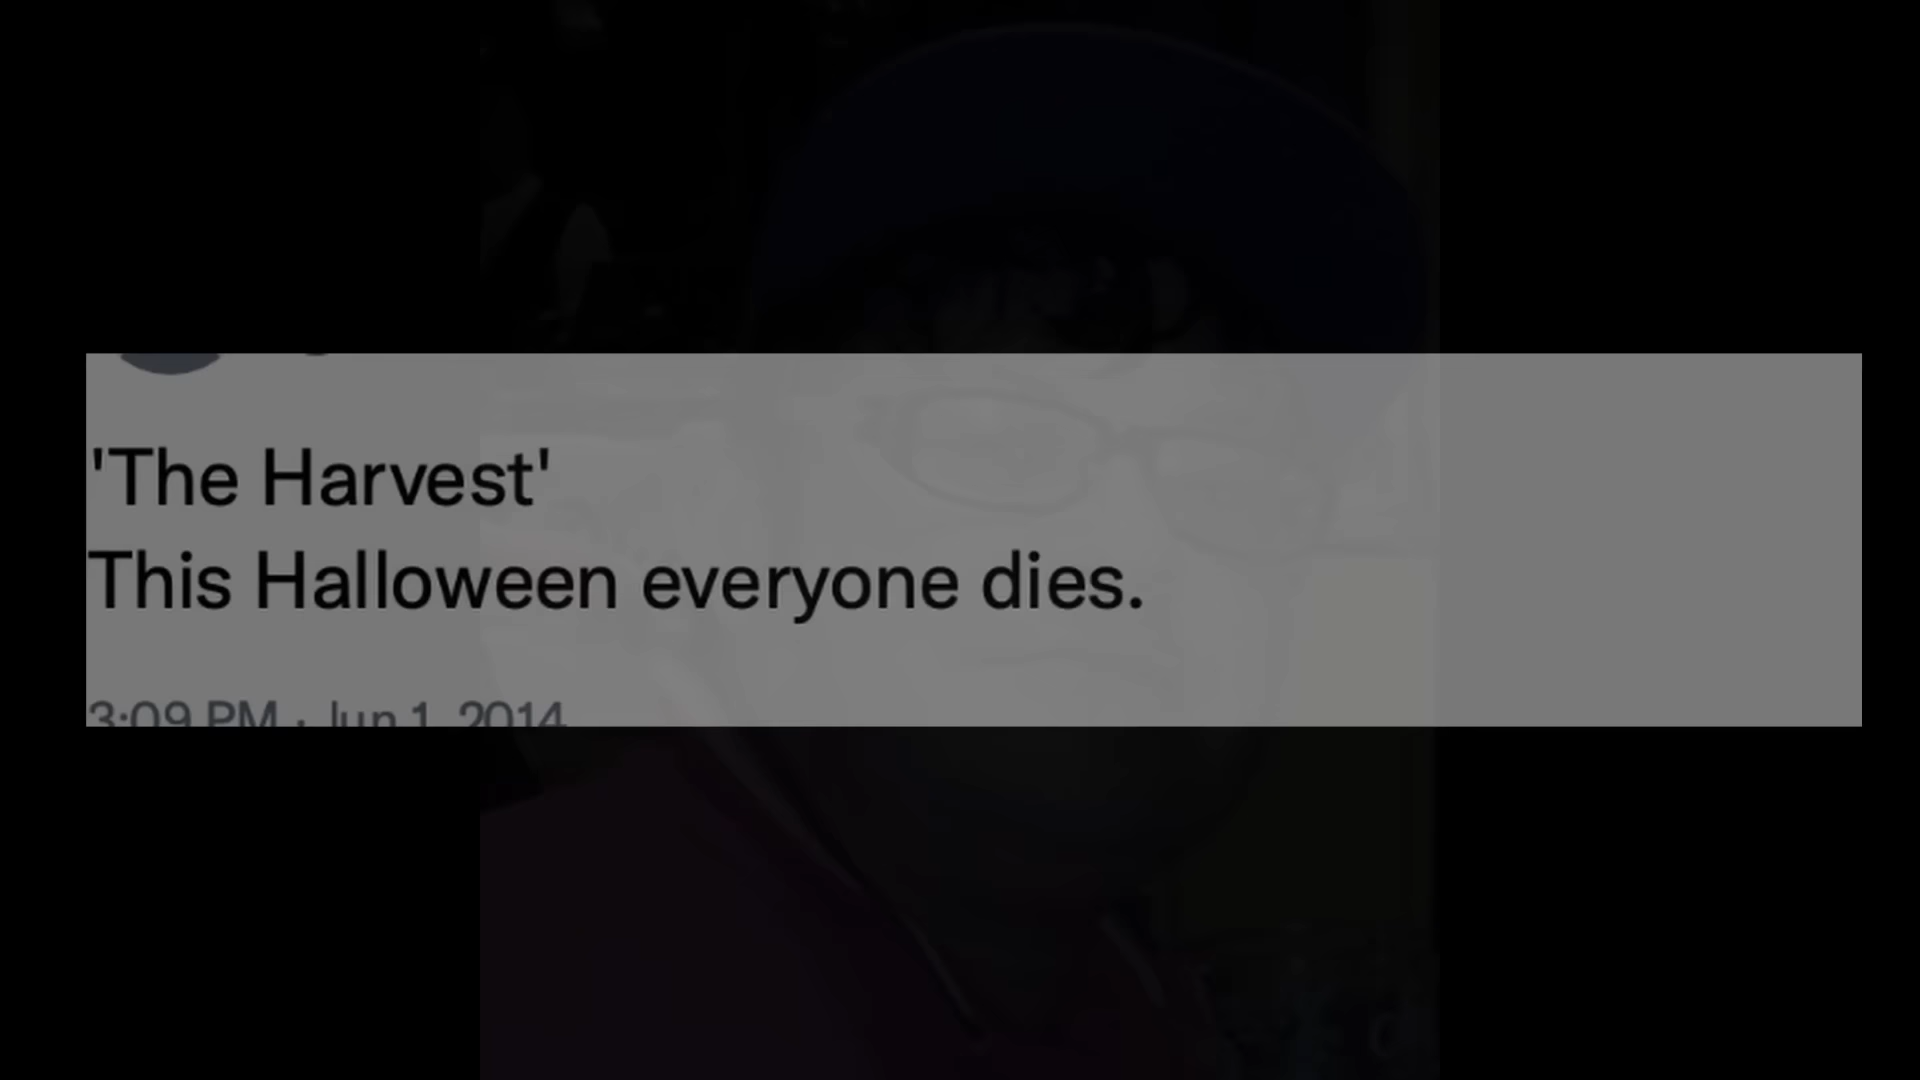 'The Harvest'
This Halloween everyone dies.
3:09 PM · Jun 1, 2014